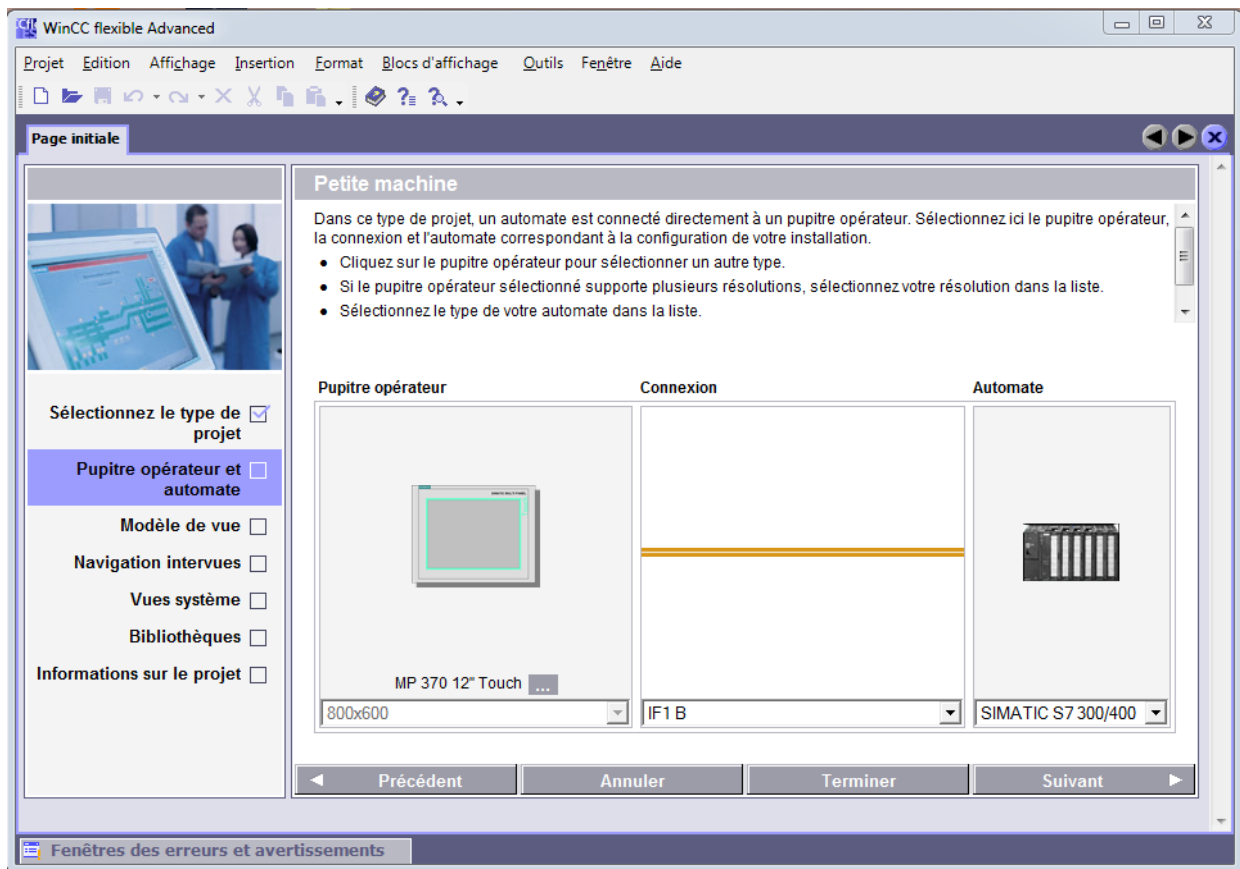 WinCC flexible Advanced
Projet Edition Affichage Insertion Format Blocs d'affichage Outils Fenêtre Aide
Page initiale
Petite machine
Dans ce type de projet, un automate est connecté directement à un pupitre opérateur. Sélectionnez ici le pupitre opérateur,
la connexion et l'automate correspondant à la configuration de votre installation.
• Cliquez sur le pupitre opérateur pour sélectionner un autre type.
• Si le pupitre opérateur sélectionné supporte plusieurs résolutions, sélectionnez votre résolution dans la liste.
• Sélectionnez le type de votre automate dans la liste.
Sélectionnez le type de
projet
Pupitre opérateur et
automate
Modèle de vue
Navigation intervues
Vues système
Bibliothèques
Informations sur le projet
Pupitre opérateur Connexion Automate
MP 370 12" Touch ...
800x600 IF1 B SIMATIC S7 300/400
Précédent Annuler Terminer Suivant
Fenêtres des erreurs et avertissements